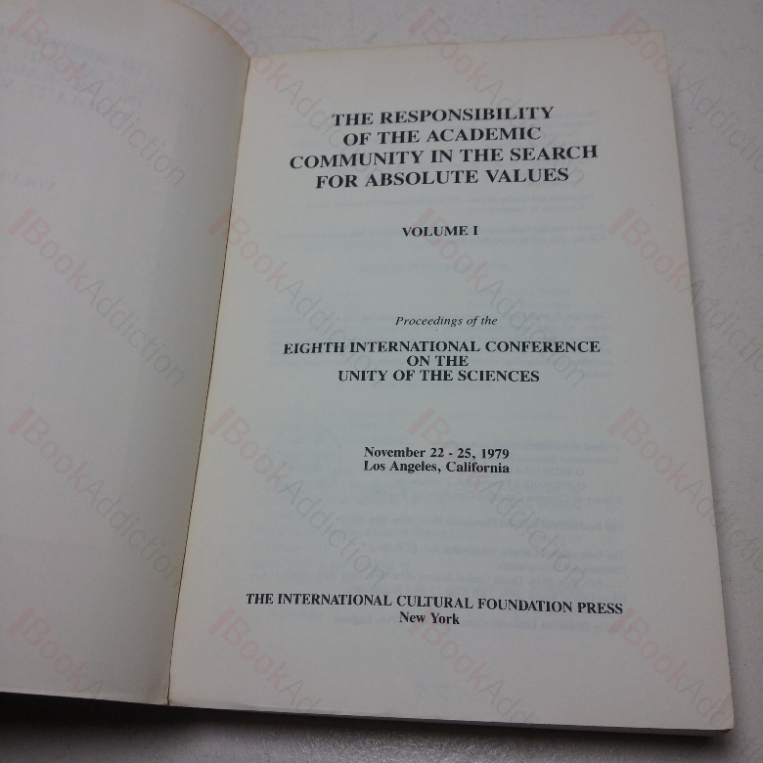 THE RESPONSIBILITY
OF THE ACADEMIC
COMMUNITY IN THE SEARCH
FOR ABSOLUTE VALUES
VOLUME I
Proceedings of the
EIGHTH INTERNATIONAL CONFERENCE
ON THE
UNITY OF THE SCIENCES
November 22 - 25, 1979
Los Angeles, California
THE INTERNATIONAL CULTURAL FOUNDATION PRESS
New York
BookAddiction